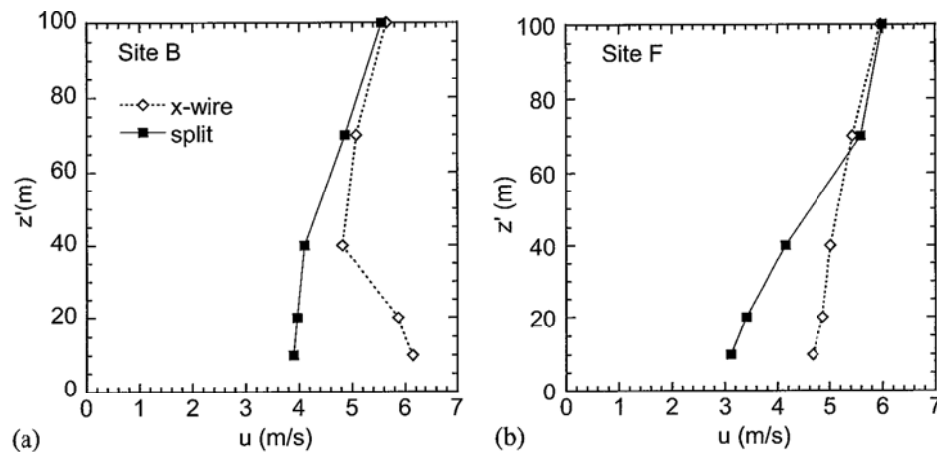 100
80
60
40
20
0
z'(m)
Site B
x-wire
split
0 1 2 3 4 5 6 7
(a) u (m/s)
100
80
60
40
20
0
z' (m)
Site F
0 1 2 3 4 5 6 7
(b) u (m/s)